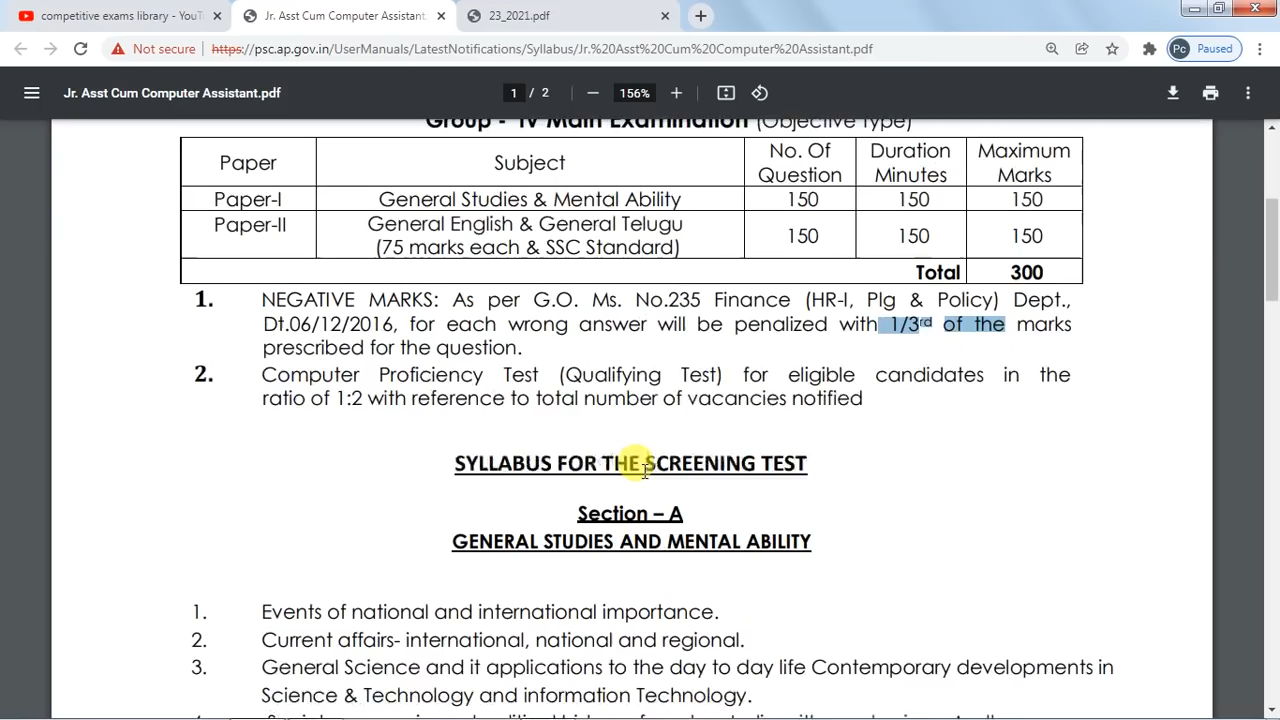 competitive exams library - YouT
Jr. Asst Cum Computer Assistant.
23_2021.pdf
Not secure
https://psc.ap.gov.in/UserManuals/LatestNotifications/Syllabus/Jr.%20Asst%20Cum%20Computer%20Assistant.pdf
Pc Paused
Jr. Asst Cum Computer Assistant.pdf
1 / 2
156%
Group - IV Main Examination (Objective Type)
Paper Subject No. Of Question Duration Minutes Maximum Marks
Paper-I General Studies & Mental Ability 150 150 150
Paper-II General English & General Telugu (75 marks each & SSC Standard) 150 150 150
Total 300
1. NEGATIVE MARKS: As per G.O. Ms. No.235 Finance (HR-I, Plg & Policy) Dept.,
Dt.06/12/2016, for each wrong answer will be penalized with 1/3rd of the marks
prescribed for the question.
2. Computer Proficiency Test (Qualifying Test) for eligible candidates in the
ratio of 1:2 with reference to total number of vacancies notified
SYLLABUS FOR THE SCREENING TEST
Section – A
GENERAL STUDIES AND MENTAL ABILITY
1. Events of national and international importance.
2. Current affairs- international, national and regional.
3. General Science and it applications to the day to day life Contemporary developments in
Science & Technology and information Technology.